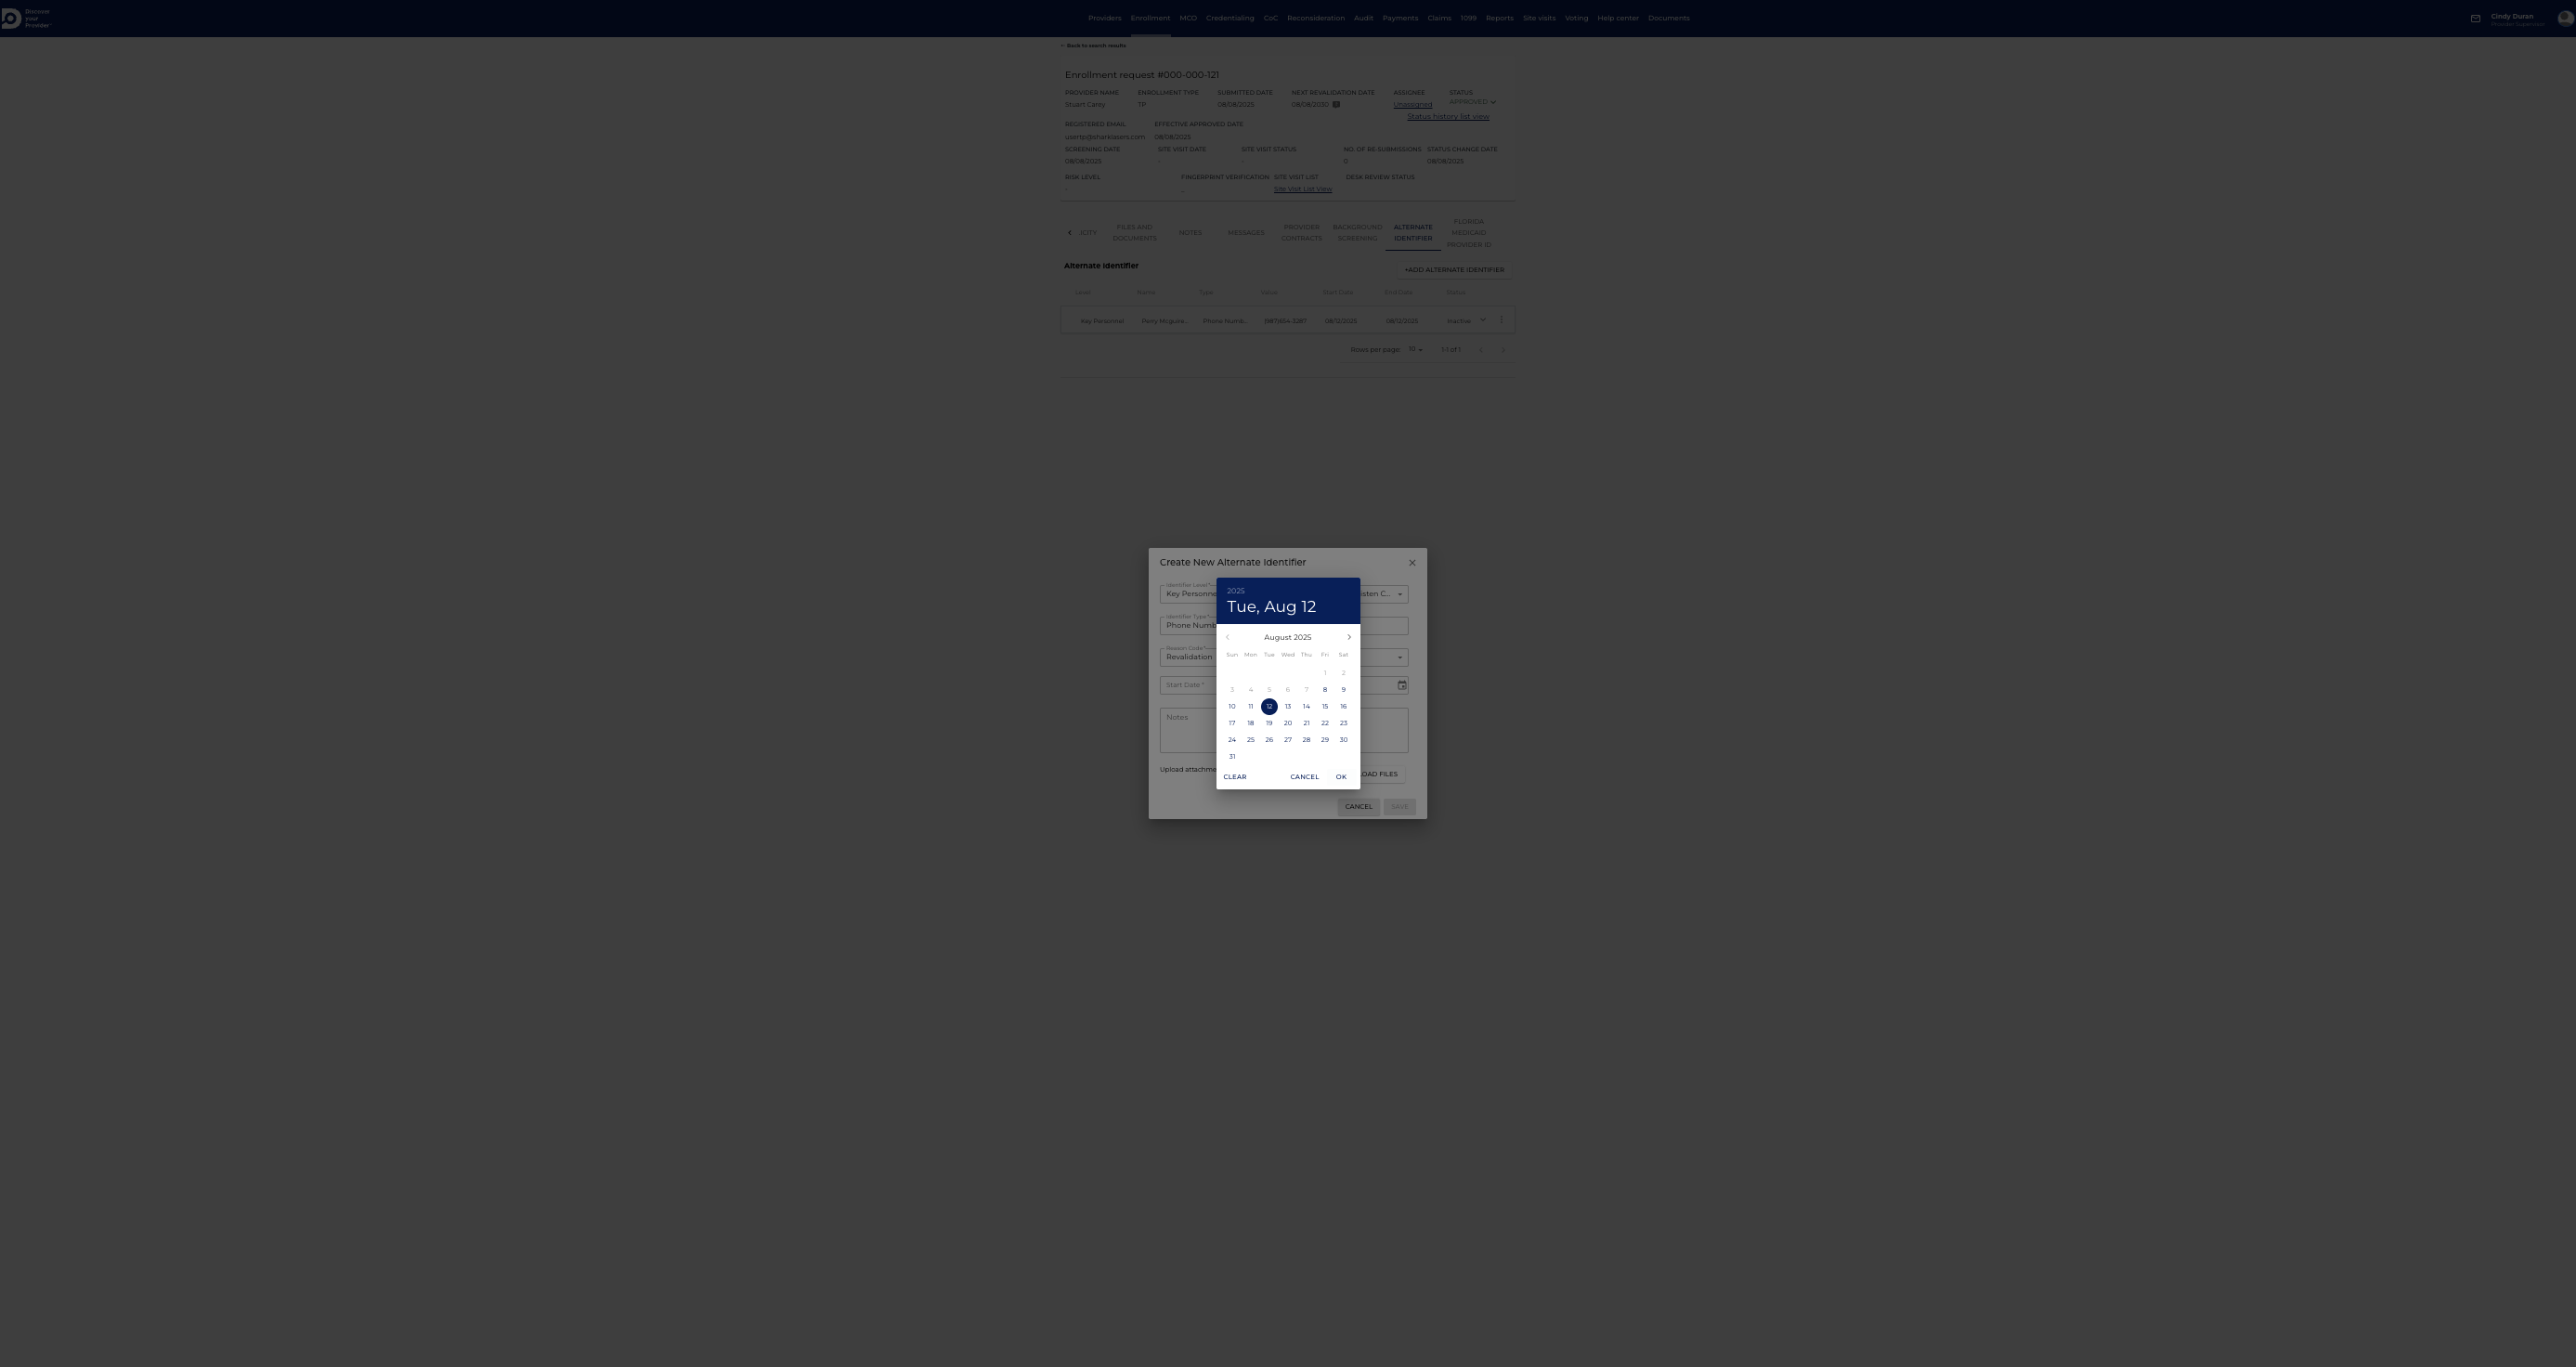 Discover
your
Provider
Providers Enrollment MCO Credentialing CoC Reconsideration Audit Payments Claims 1099 Reports Site visits Voting Help center Documents
Cindy Duran
Provider Supervisor
← Back to search results
Enrollment request #000-000-121
PROVIDER NAME ENROLLMENT TYPE SUBMITTED DATE NEXT REVALIDATION DATE ASSIGNEE STATUS
Stuart Carey TP 08/08/2025 08/08/2030 Unassigned APPROVED
Status history list view
REGISTERED EMAIL EFFECTIVE APPROVED DATE
usertp@sharklasers.com 08/08/2025
SCREENING DATE SITE VISIT DATE SITE VISIT STATUS NO. OF RE-SUBMISSIONS STATUS CHANGE DATE
08/08/2025 - - 0 08/08/2025
RISK LEVEL FINGERPRINT VERIFICATION SITE VISIT LIST DESK REVIEW STATUS
- - Site Visit List View
FILES AND DOCUMENTS NOTES MESSAGES PROVIDER CONTRACTS BACKGROUND SCREENING ALTERNATE IDENTIFIER FLORIDA MEDICAID PROVIDER ID
Alternate Identifier
+ADD ALTERNATE IDENTIFIER
Level Name Type Value Start Date End Date Status
Key Personnel Perry Mcguire... Phone Numb... (987)654-3287 08/12/2025 08/12/2025 Inactive
Rows per page: 10 1-1 of 1
Create New Alternate Identifier
Identifier Level *
Key Personne
isten C...
Identifier Type *
Phone Numb
Reason Code *
Revalidation
Start Date *
Notes
Upload attachme
OAD FILES
CANCEL SAVE
2025
Tue, Aug 12
August 2025
Sun Mon Tue Wed Thu Fri Sat
1 2
3 4 5 6 7 8 9
10 11 12 13 14 15 16
17 18 19 20 21 22 23
24 25 26 27 28 29 30
31
CLEAR CANCEL OK